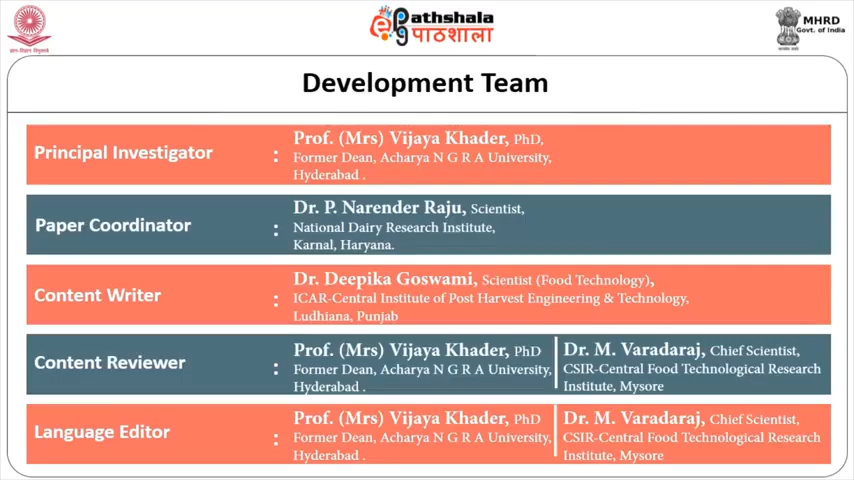 ePathshala
पाठशाला
MHRD
Govt. of India
Development Team
Principal Investigator : Prof. (Mrs) Vijaya Khader, PhD,
Former Dean, Acharya N G R A University,
Hyderabad .
Paper Coordinator : Dr. P. Narender Raju, Scientist,
National Dairy Research Institute,
Karnal, Haryana.
Content Writer : Dr. Deepika Goswami, Scientist (Food Technology),
ICAR-Central Institute of Post Harvest Engineering & Technology,
Ludhiana, Punjab
Content Reviewer : Prof. (Mrs) Vijaya Khader, PhD
Former Dean, Acharya N G R A University,
Hyderabad .
Dr. M. Varadaraj, Chief Scientist,
CSIR-Central Food Technological Research
Institute, Mysore
Language Editor : Prof. (Mrs) Vijaya Khader, PhD
Former Dean, Acharya N G R A University,
Hyderabad .
Dr. M. Varadaraj, Chief Scientist,
CSIR-Central Food Technological Research
Institute, Mysore